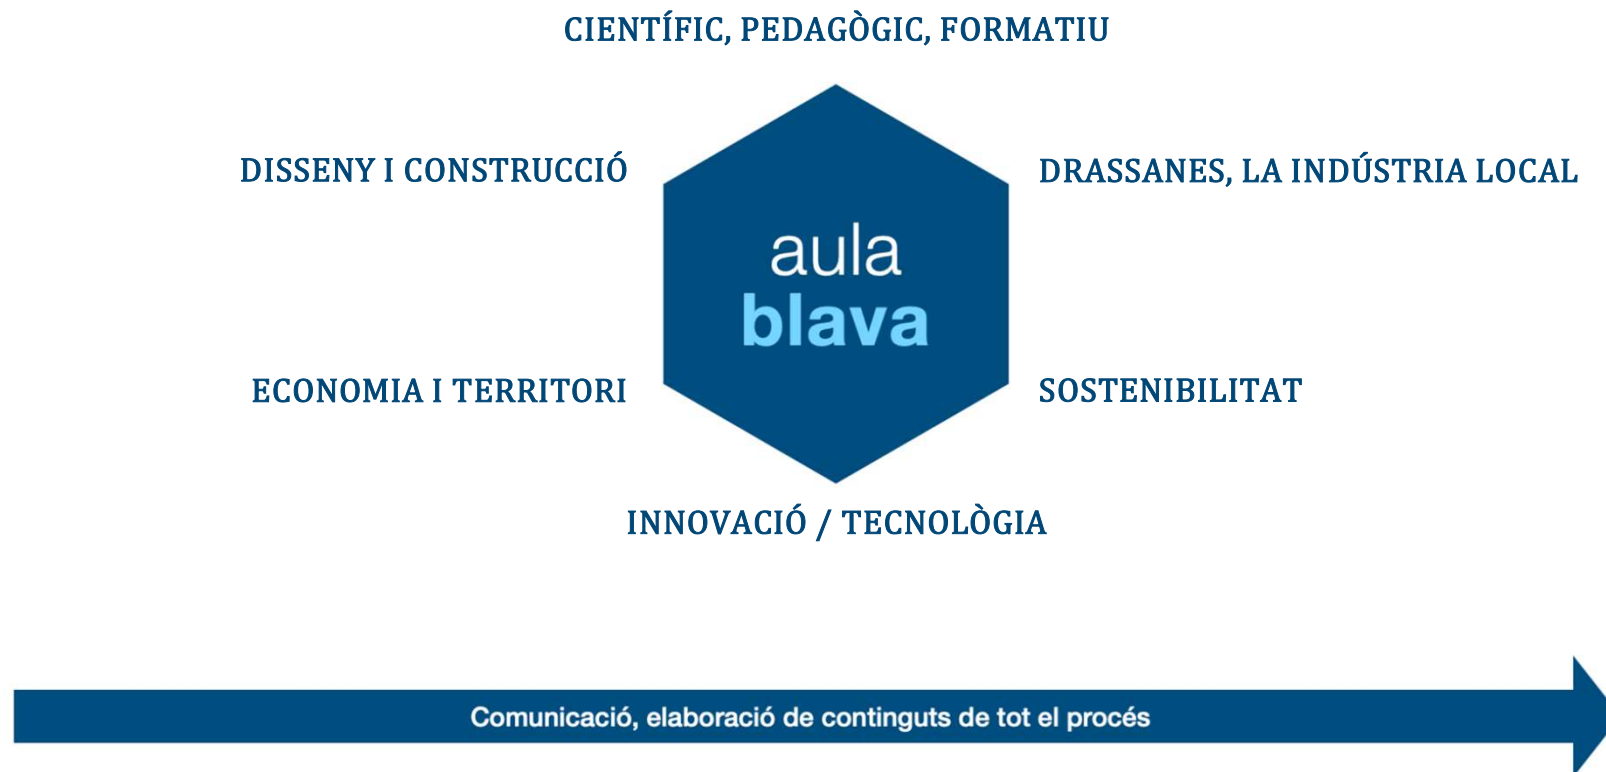 CIENTÍFIC, PEDAGÒGIC, FORMATIU
DISSENY I CONSTRUCCIÓ
DRASSANES, LA INDÚSTRIA LOCAL
aula
blava
ECONOMIA I TERRITORI
SOSTENIBILITAT
INNOVACIÓ / TECNOLÒGIA
Comunicació, elaboració de continguts de tot el procés